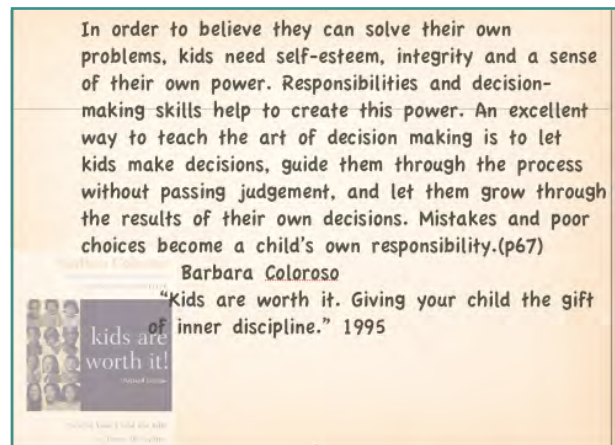 In order to believe they can solve their own
problems, kids need self-esteem, integrity and a sense
of their own power. Responsibilities and decision-
making skills help to create this power. An excellent
way to teach the art of decision making is to let
kids make decisions, guide them through the process
without passing judgement, and let them grow through
the results of their own decisions. Mistakes and poor
choices become a child's own responsibility.(p67)
Barbara Coloroso
"Kids are worth it. Giving your child the gift
of inner discipline." 1995
Barbara Coloroso
kids are
worth it!